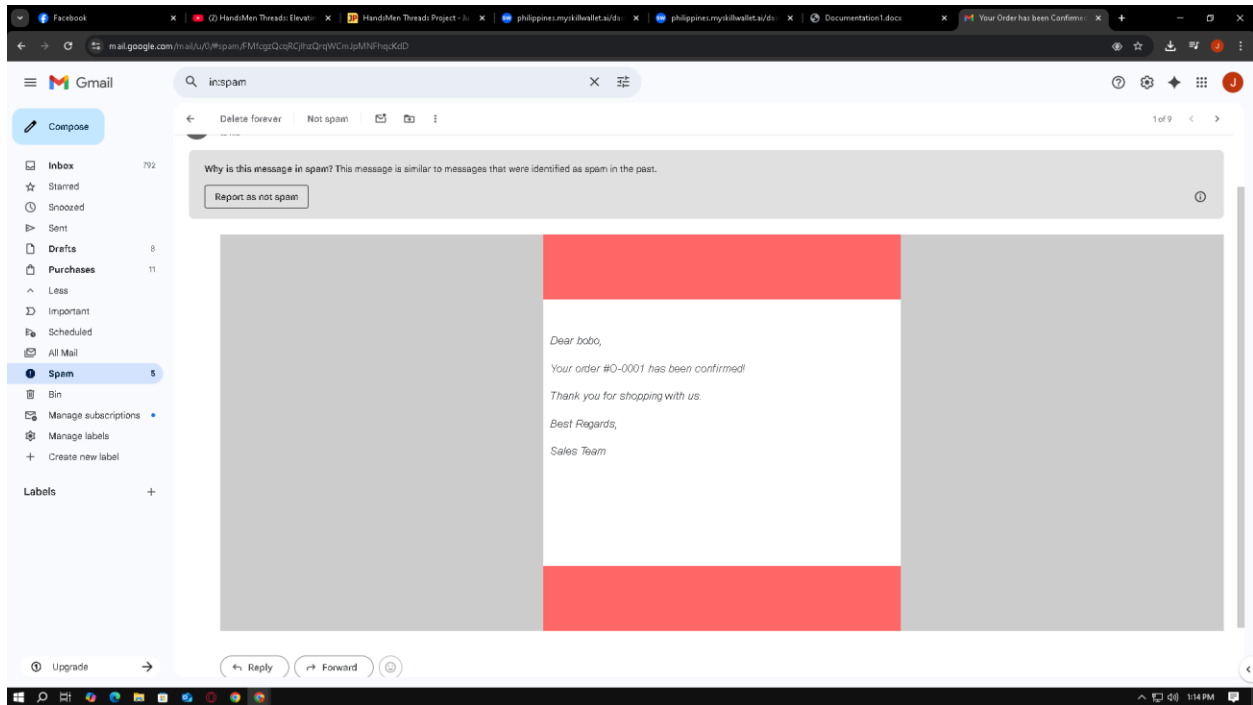 Facebook
(2) HandsMen Threads: Elevatin
JP HandsMen Threads Project - Ju
philippines.myskillwallet.ai/das
philippines.myskillwallet.ai/das
Documentation1.docx
Your Order has been Confirmed
mail.google.com/mail/u/0/#spam/FMfcgzQcqRCjlhzQrqWCmJpMNFhqcKdD
J
Gmail
in:spam
J
Compose
Delete forever
Not spam
1 of 9
Inbox 792
Starred
Snoozed
Sent
Drafts 8
Purchases 11
Less
Important
Scheduled
All Mail
Spam 5
Bin
Manage subscriptions
Manage labels
Create new label
Labels
Why is this message in spam? This message is similar to messages that were identified as spam in the past.
Report as not spam
Dear bobo,
Your order #O-0001 has been confirmed!
Thank you for shopping with us.
Best Regards,
Sales Team
Upgrade
Reply
Forward
1:14 PM